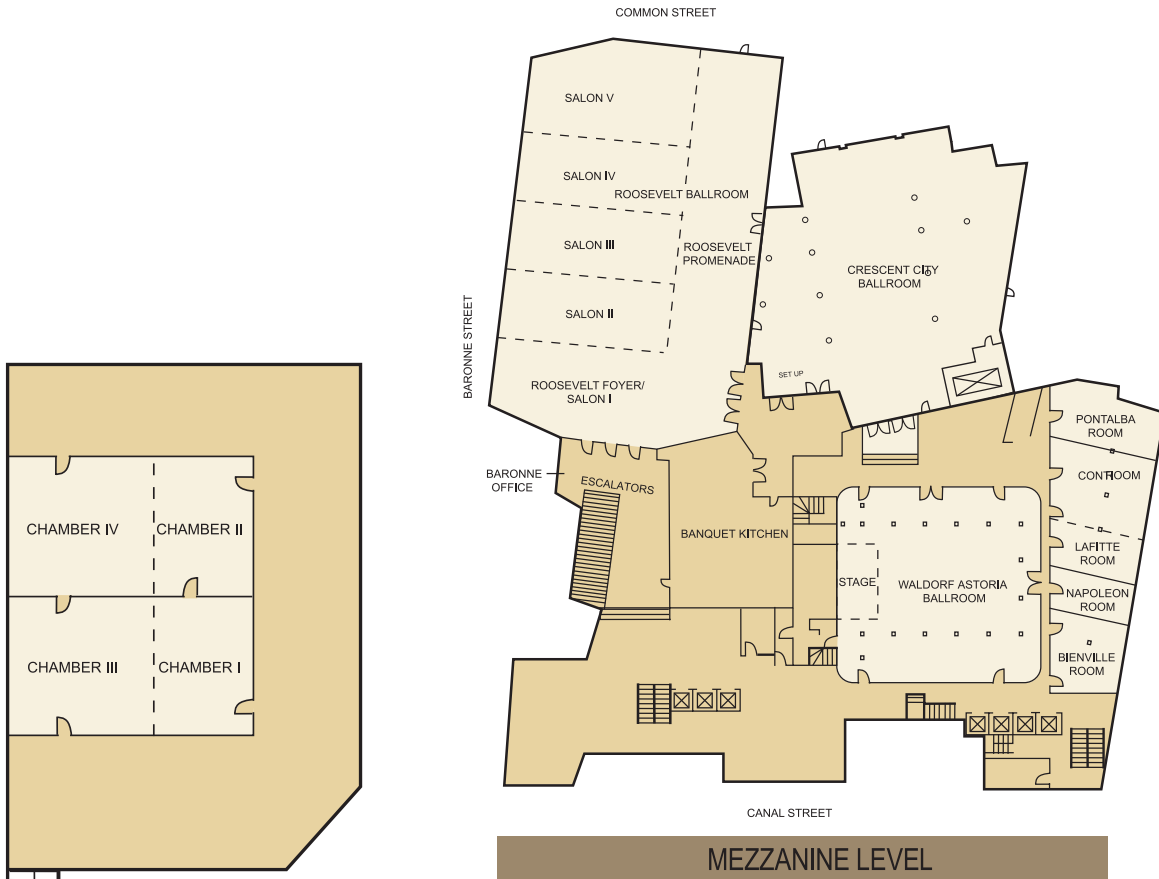 COMMON STREET
SALON V
SALON IV
ROOSEVELT BALLROOM
SALON III
ROOSEVELT
PROMENADE
CRESCENT CITY
BALLROOM
SALON II
BARONNE STREET
SET UP
ROOSEVELT FOYER/
SALON I
PONTALBA
ROOM
BARONNE
OFFICE
ESCALATORS
CONTI ROOM
BANQUET KITCHEN
LAFITTE
ROOM
STAGE
WALDORF ASTORIA
BALLROOM
NAPOLEON
ROOM
BIENVILLE
ROOM
CHAMBER IV
CHAMBER II
CHAMBER III
CHAMBER I
CANAL STREET
MEZZANINE LEVEL